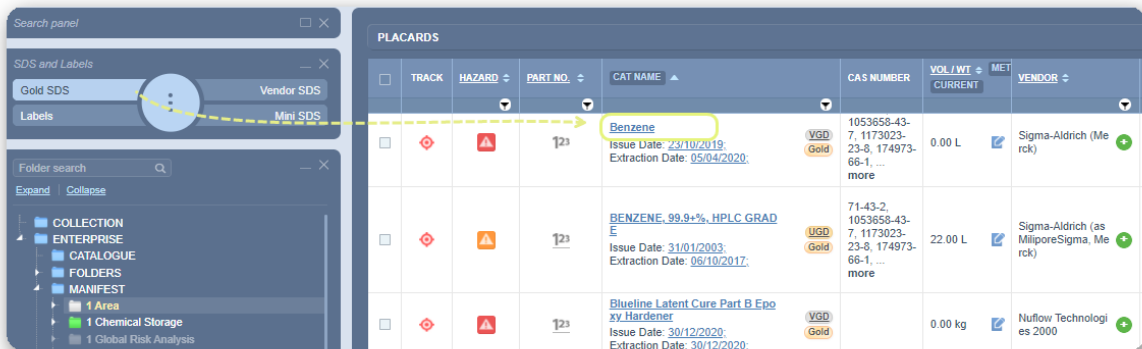 Search panel
SDS and Labels
Gold SDS
Vendor SDS
Labels
Mini SDS
Folder search
Expand
Collapse
COLLECTION
ENTERPRISE
CATALOGUE
FOLDERS
MANIFEST
1 Area
1 Chemical Storage
1 Global Risk Analysis
PLACARDS
TRACK
HAZARD
PART NO.
CAT NAME
CAS NUMBER
VOL / WT
MET
CURRENT
VENDOR
Benzene
Issue Date: 23/10/2019;
Extraction Date: 05/04/2020;
VGD
Gold
1053658-43-
7, 1173023-
23-8, 174973-
66-1, ...
more
0.00 L
Sigma-Aldrich (Me
rck)
123
BENZENE, 99.9+%, HPLC GRAD
E
Issue Date: 31/01/2003;
Extraction Date: 06/10/2017;
UGD
Gold
71-43-2,
1053658-43-
7, 1173023-
23-8, 174973-
66-1, ...
more
22.00 L
Sigma-Aldrich (as
MiliporeSigma, Me
rck)
123
Blueline Latent Cure Part B Epo
xy Hardener
Issue Date: 30/12/2020;
Extraction Date: 30/12/2020;
VGD
Gold
0.00 kg
Nuflow Technologi
es 2000
123